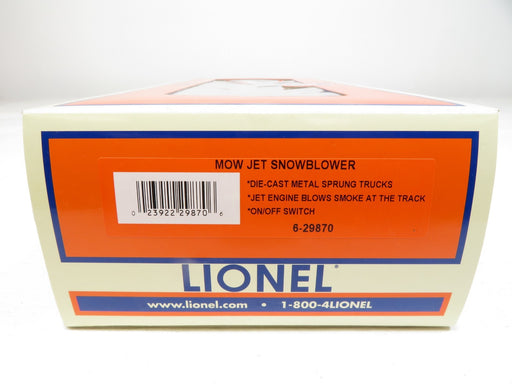 MOW JET SNOWBLOWER
*DIE-CAST METAL SPRUNG TRUCKS
*JET ENGINE BLOWS SMOKE AT THE TRACK
*ON/OFF SWITCH
6-29870
0 23922 29870 6
LIONEL®
www.lionel.com • 1-800-4LIONEL